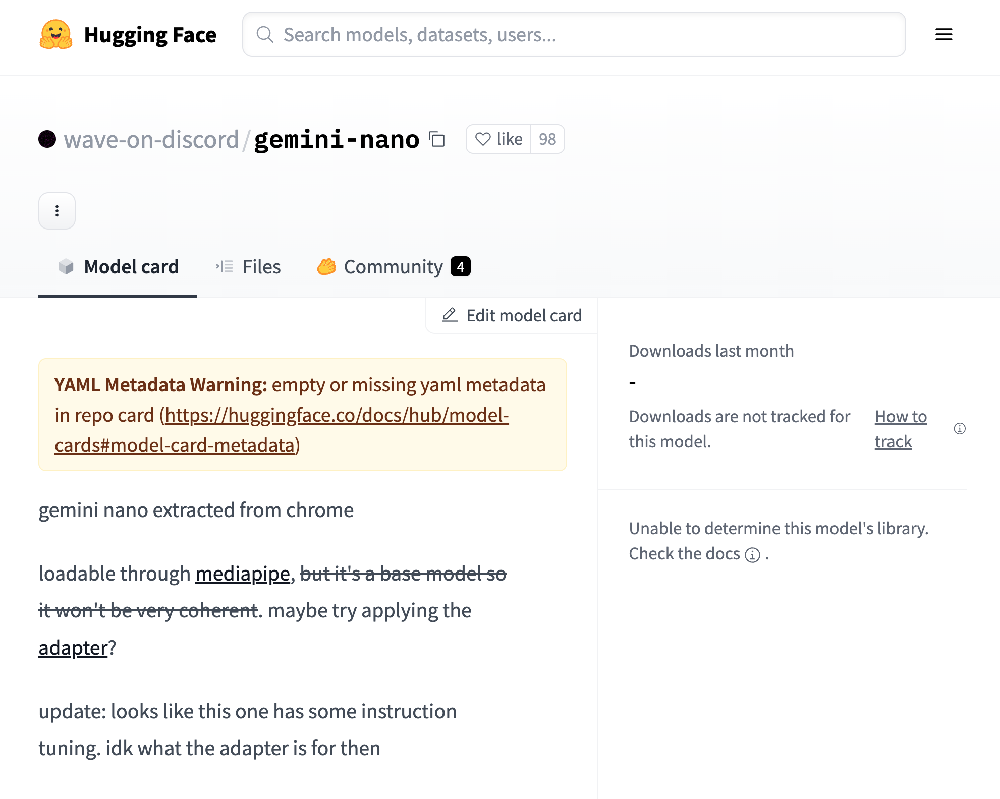 Hugging Face
Search models, datasets, users...
wave-on-discord/gemini-nano
like 98
Model card
Files
Community 4
Edit model card
YAML Metadata Warning: empty or missing yaml metadata
in repo card (https://huggingface.co/docs/hub/model-
cards#model-card-metadata)
gemini nano extracted from chrome
loadable through mediapipe, but it's a base model so
it won't be very coherent. maybe try applying the
adapter?
update: looks like this one has some instruction
tuning. idk what the adapter is for then
Downloads last month
-
Downloads are not tracked for
this model.
How to
track
Unable to determine this model's library.
Check the docs .